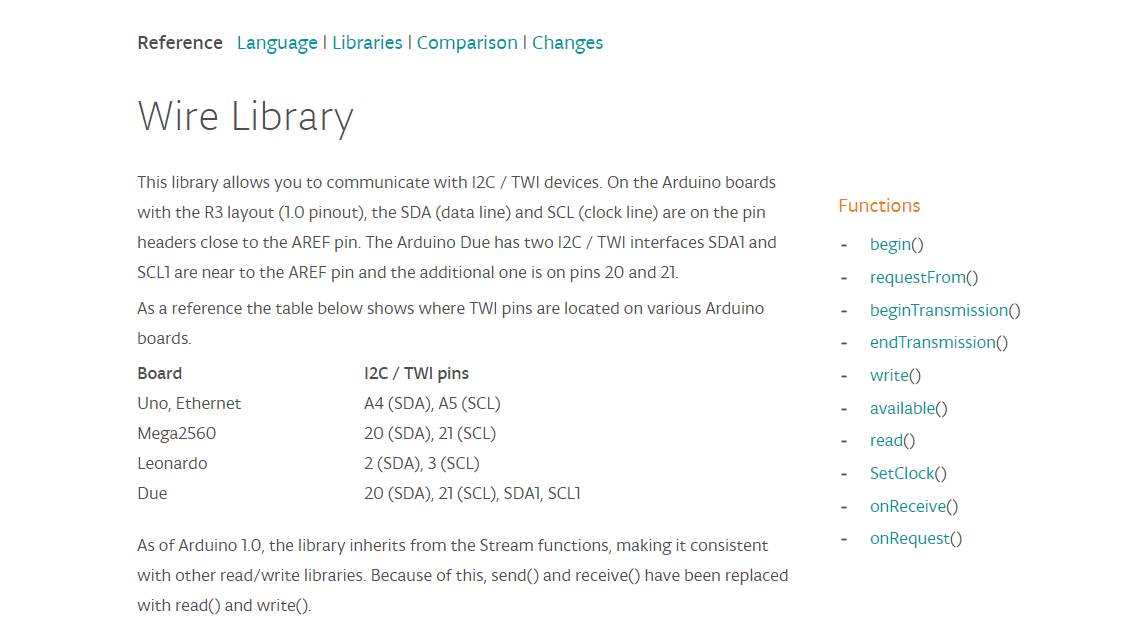 Reference Language | Libraries | Comparison | Changes
Wire Library
This library allows you to communicate with I2C / TWI devices. On the Arduino boards
with the R3 layout (1.0 pinout), the SDA (data line) and SCL (clock line) are on the pin
headers close to the AREF pin. The Arduino Due has two I2C / TWI interfaces SDA1 and
SCL1 are near to the AREF pin and the additional one is on pins 20 and 21.
As a reference the table below shows where TWI pins are located on various Arduino
boards.
Board I2C / TWI pins
Uno, Ethernet A4 (SDA), A5 (SCL)
Mega2560 20 (SDA), 21 (SCL)
Leonardo 2 (SDA), 3 (SCL)
Due 20 (SDA), 21 (SCL), SDA1, SCL1
As of Arduino 1.0, the library inherits from the Stream functions, making it consistent
with other read/write libraries. Because of this, send() and receive() have been replaced
with read() and write().
Functions
- begin()
- requestFrom()
- beginTransmission()
- endTransmission()
- write()
- available()
- read()
- SetClock()
- onReceive()
- onRequest()